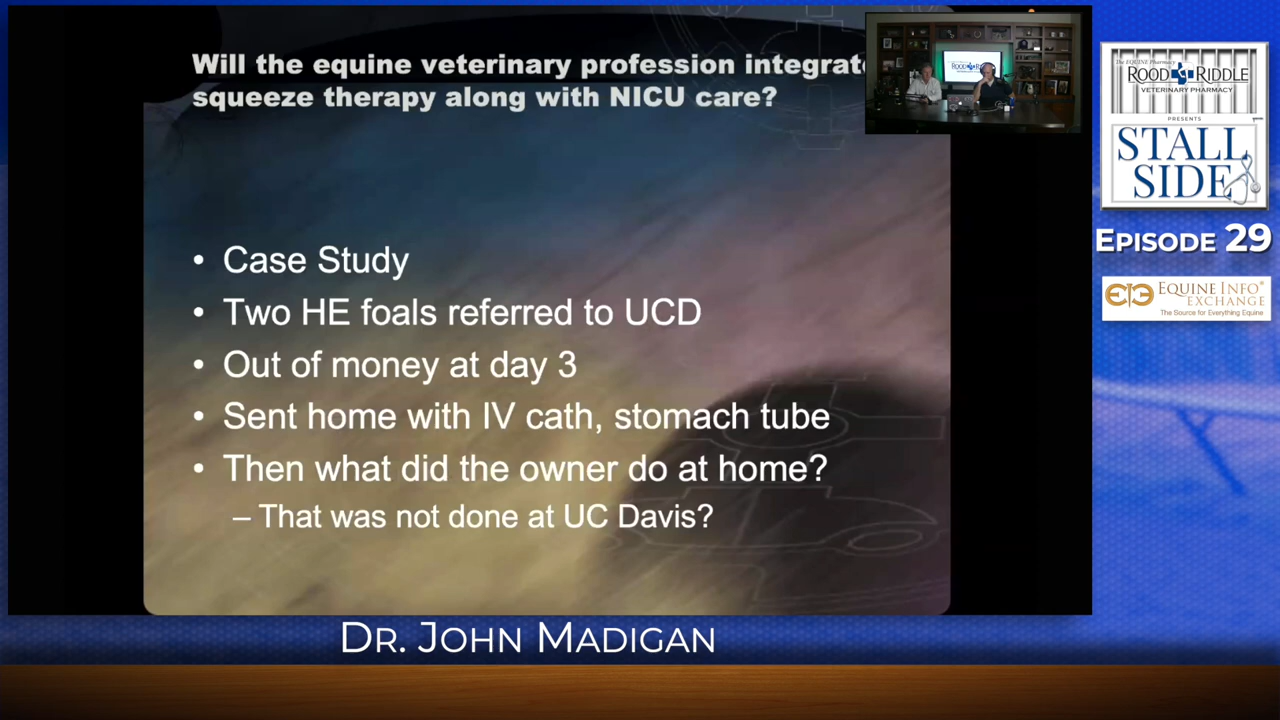 Will the equine veterinary profession integrate
squeeze therapy along with NICU care?
• Case Study
• Two HE foals referred to UCD
• Out of money at day 3
• Sent home with IV cath, stomach tube
• Then what did the owner do at home?
– That was not done at UC Davis?
DR. JOHN MADIGAN
The EQUINE Pharmacy
ROOD RIDDLE
VETERINARY PHARMACY
PRESENTS
STALL
SIDE
EPISODE 29
EQUINE INFO®
EXCHANGE
The Source for Everything Equine